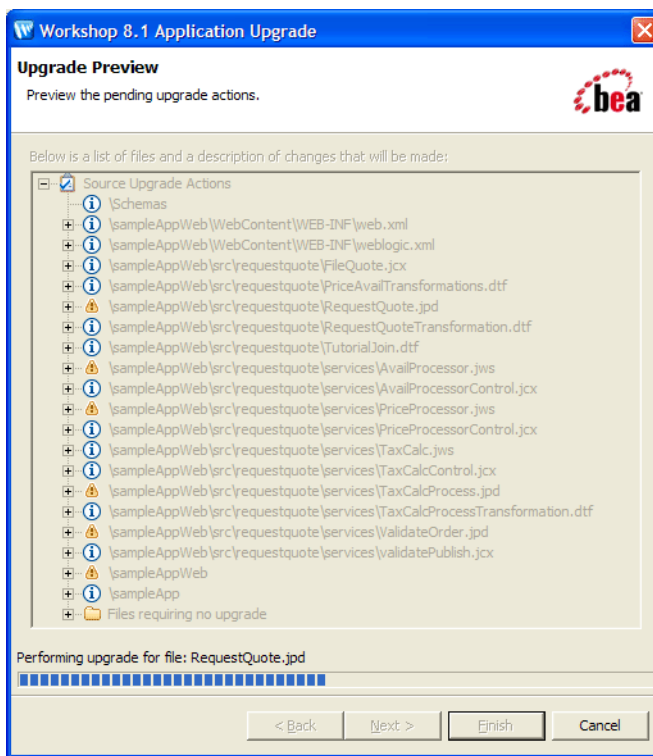 Workshop 8.1 Application Upgrade
Upgrade Preview
Preview the pending upgrade actions.
bea
Below is a list of files and a description of changes that will be made:
Source Upgrade Actions
\Schemas
\sampleAppWeb\WebContent\WEB-INF\web.xml
\sampleAppWeb\WebContent\WEB-INF\weblogic.xml
\sampleAppWeb\src\requestquote\FileQuote.jcx
\sampleAppWeb\src\requestquote\PriceAvailTransformations.dtf
\sampleAppWeb\src\requestquote\RequestQuote.jpd
\sampleAppWeb\src\requestquote\RequestQuoteTransformation.dtf
\sampleAppWeb\src\requestquote\TutorialJoin.dtf
\sampleAppWeb\src\requestquote\services\AvailProcessor.jws
\sampleAppWeb\src\requestquote\services\AvailProcessorControl.jcx
\sampleAppWeb\src\requestquote\services\PriceProcessor.jws
\sampleAppWeb\src\requestquote\services\PriceProcessorControl.jcx
\sampleAppWeb\src\requestquote\services\TaxCalc.jws
\sampleAppWeb\src\requestquote\services\TaxCalcControl.jcx
\sampleAppWeb\src\requestquote\services\TaxCalcProcess.jpd
\sampleAppWeb\src\requestquote\services\TaxCalcProcessTransformation.dtf
\sampleAppWeb\src\requestquote\services\ValidateOrder.jpd
\sampleAppWeb\src\requestquote\services\validatePublish.jcx
\sampleAppWeb
\sampleApp
Files requiring no upgrade
Performing upgrade for file: RequestQuote.jpd
< Back Next > Finish Cancel